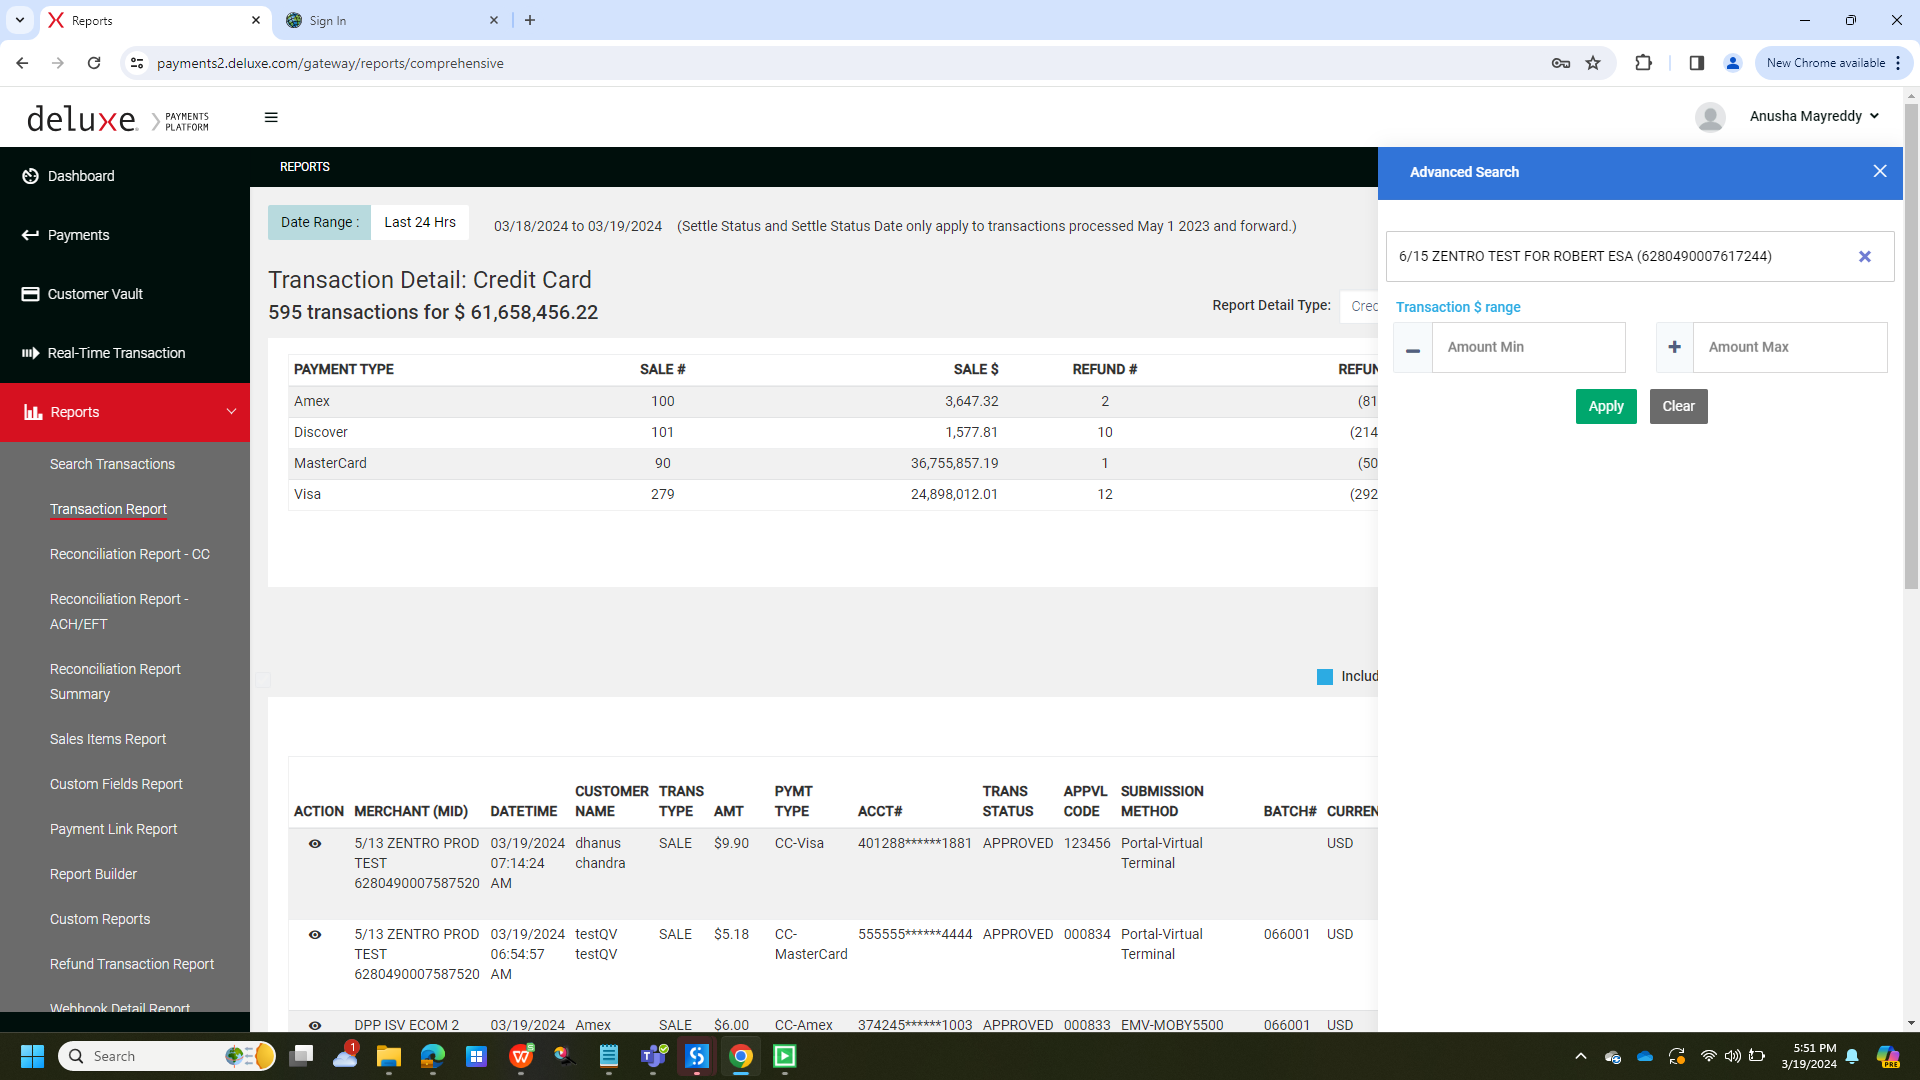 Reports
Sign In
payments2.deluxe.com/gateway/reports/comprehensive
New Chrome available
deluxe. PAYMENTS
PLATFORM
Anusha Mayreddy
Dashboard
Payments
Customer Vault
Real-Time Transaction
Reports
Search Transactions
Transaction Report
Reconciliation Report - CC
Reconciliation Report -
ACH/EFT
Reconciliation Report
Summary
Sales Items Report
Custom Fields Report
Payment Link Report
Report Builder
Custom Reports
Refund Transaction Report
Webhook Detail Report
REPORTS
Date Range : Last 24 Hrs 03/18/2024 to 03/19/2024 (Settle Status and Settle Status Date only apply to transactions processed May 1 2023 and forward.)
Transaction Detail: Credit Card
595 transactions for $ 61,658,456.22
Report Detail Type: Cred
PAYMENT TYPE SALE # SALE $ REFUND # REFUN
Amex 100 3,647.32 2 (81
Discover 101 1,577.81 10 (214
MasterCard 90 36,755,857.19 1 (50
Visa 279 24,898,012.01 12 (292
Includ
ACTION MERCHANT (MID) DATETIME CUSTOMER NAME TRANS TYPE AMT PYMT TYPE ACCT# TRANS STATUS APPVL CODE SUBMISSION METHOD BATCH# CURREN
5/13 ZENTRO PROD 03/19/2024 dhanus SALE $9.90 CC-Visa 401288******1881 APPROVED 123456 Portal-Virtual USD
TEST 07:14:24 chandra Terminal
6280490007587520 AM
5/13 ZENTRO PROD 03/19/2024 testQV SALE $5.18 CC- 555555******4444 APPROVED 000834 Portal-Virtual 066001 USD
TEST 06:54:57 testQV MasterCard Terminal
6280490007587520 AM
DPP ISV ECOM 2 03/19/2024 Amex SALE $6.00 CC-Amex 374245******1003 APPROVED 000833 EMV-MOBY5500 066001 USD
Advanced Search
6/15 ZENTRO TEST FOR ROBERT ESA (6280490007617244)
Transaction $ range
Amount Min
Amount Max
Apply
Clear
Search
1
5:51 PM
3/19/2024
PRE